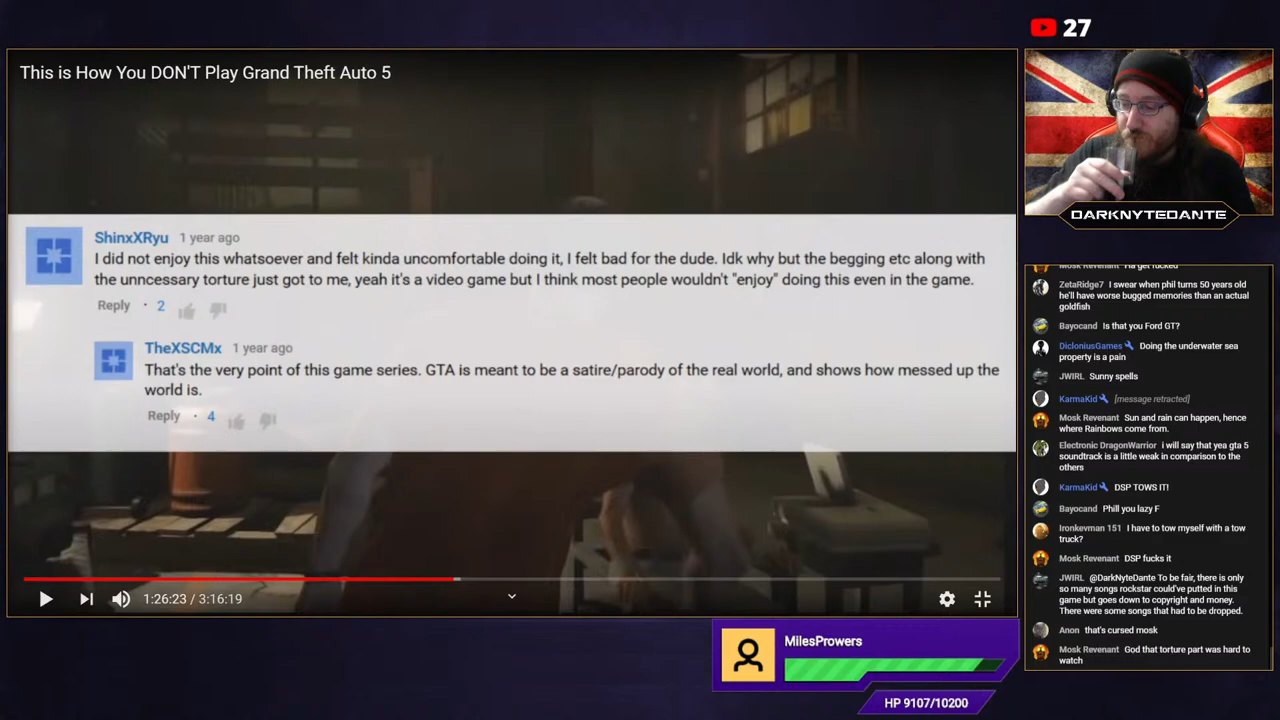 27
This is How You DON'T Play Grand Theft Auto 5
ShinxXRyu 1 year ago
I did not enjoy this whatsoever and felt kinda uncomfortable doing it, I felt bad for the dude. Idk why but the begging etc along with
the unncessary torture just got to me, yeah it's a video game but I think most people wouldn't "enjoy" doing this even in the game.
Reply · 2
TheXSCMx 1 year ago
That's the very point of this game series. GTA is meant to be a satire/parody of the real world, and shows how messed up the
world is.
Reply · 4
1:26:23 / 3:16:19
DARKNYTEDANTE
Mosk Revenant Ha get fucked
ZetaRidge7 I swear when phil turns 50 years old
he'll have worse bugged memories than an actual
goldfish
Bayocand Is that you Ford GT?
DicloniusGames Doing the underwater sea
property is a pain
JWIRL Sunny spells
KarmaKid [message retracted]
Mosk Revenant Sun and rain can happen, hence
where Rainbows come from.
Electronic DragonWarrior i will say that yea gta 5
soundtrack is a little weak in comparison to the
others
KarmaKid DSP TOWS IT!
Bayocand Phill you lazy F
Ironkevman 151 I have to tow myself with a tow
truck?
Mosk Revenant DSP fucks it
JWIRL @DarkNyteDante To be fair, there is only
so many songs rockstar could've putted in this
game but goes down to copyright and money.
There were some songs that had to be dropped.
Anon that's cursed mosk
Mosk Revenant God that torture part was hard to
watch
MilesProwers
HP 9107/10200